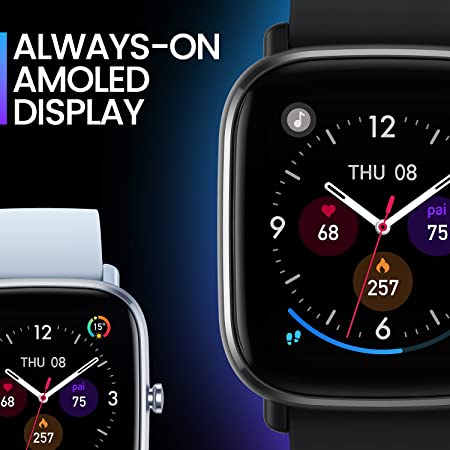 ALWAYS-ON
AMOLED
DISPLAY
12
THU 08
9
68
pai
75
257
6
12
15°
THU 08
68
pai
75
3
257